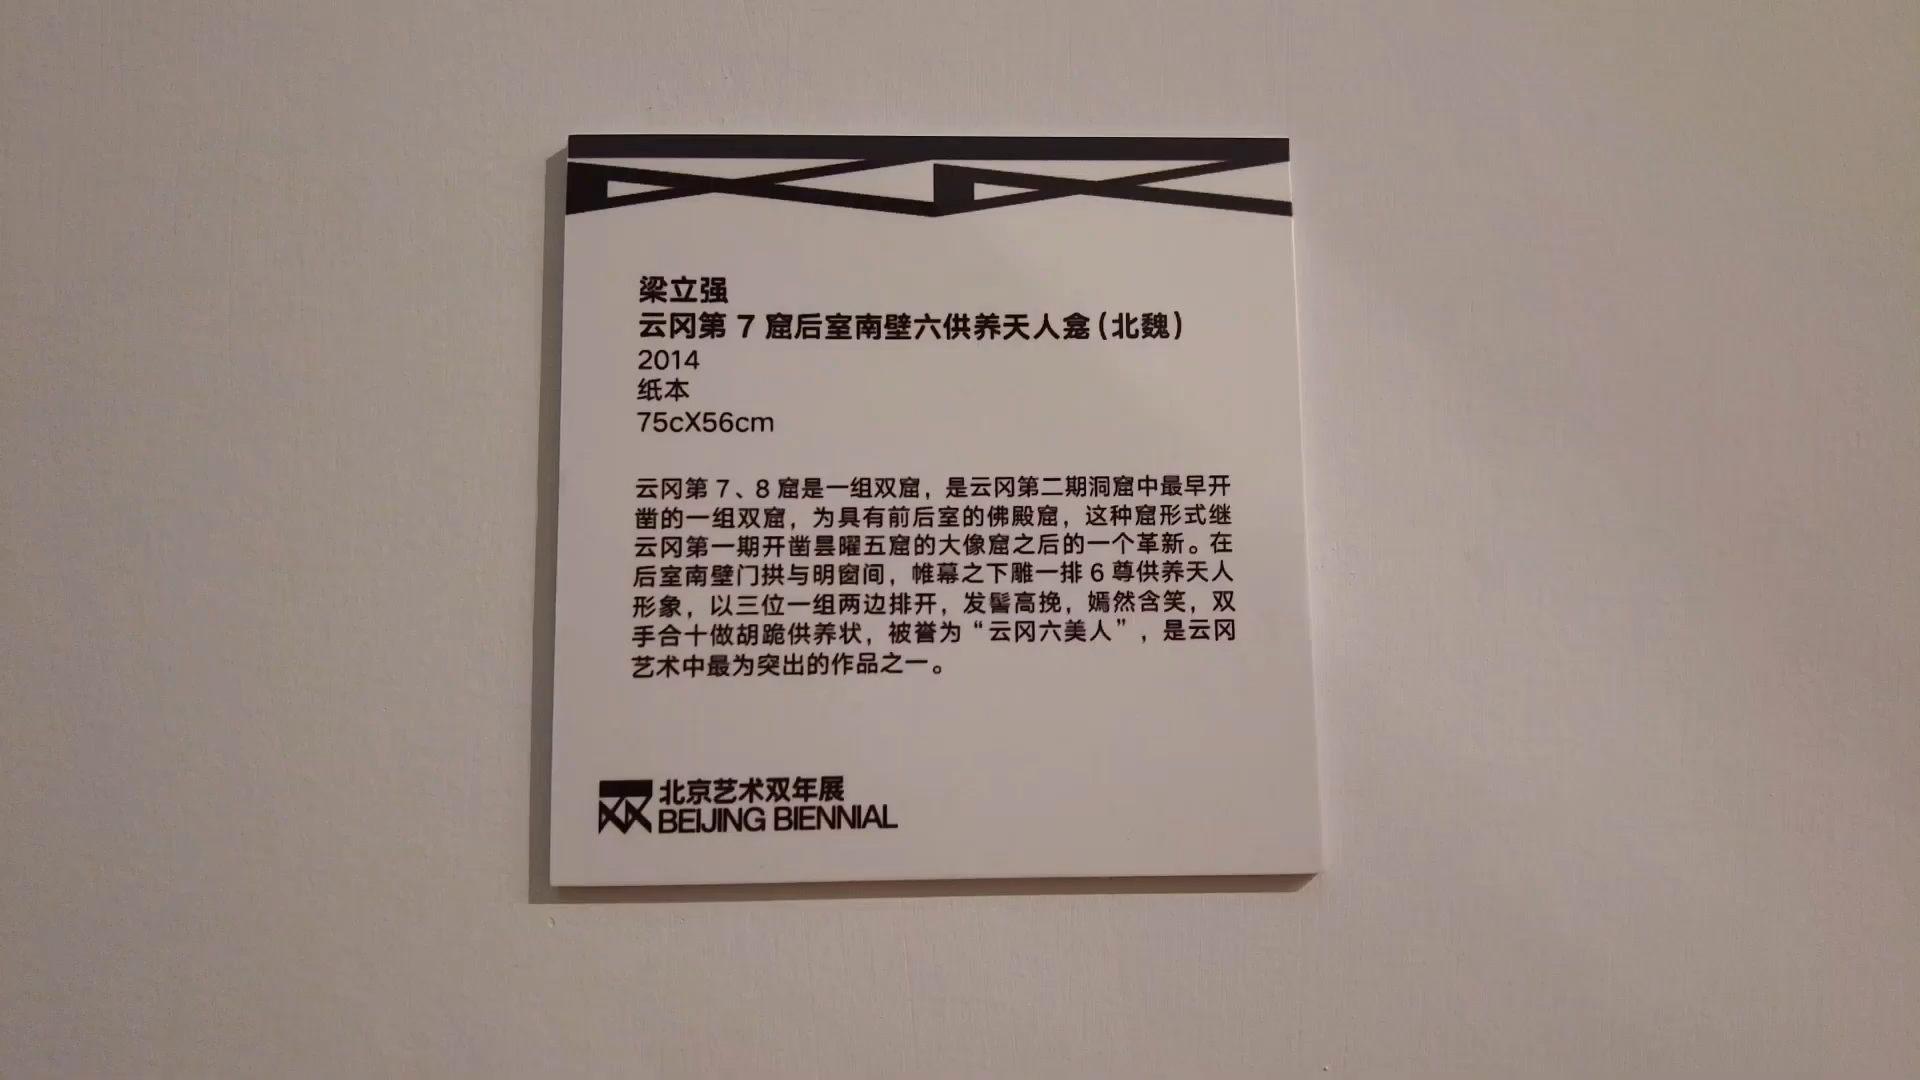 梁立强
云冈第 7 窟后室南壁六供养天人龛(北魏)
2014
纸本
75cX56cm
云冈第 7、8 窟是一组双窟，是云冈第二期洞窟中最早开
凿的一组双窟，为具有前后室的佛殿窟，这种窟形式继
云冈第一期开凿昙曜五窟的大像窟之后的一个革新。在
后室南壁门拱与明窗间，帷幕之下雕一排 6 尊供养天人
形象，以三位一组两边排开，发髻高挽，嫣然含笑，双
手合十做胡跪供养状，被誉为“云冈六美人”，是云冈
艺术中最为突出的作品之一。
北京艺术双年展
BEIJING BIENNIAL